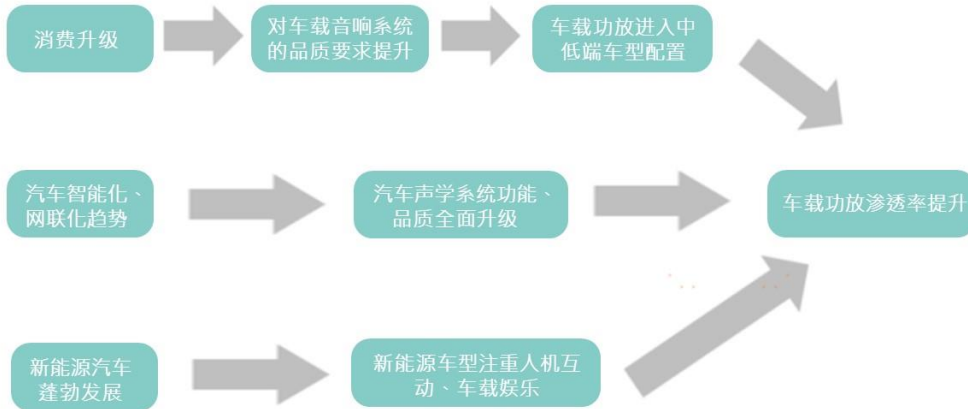 消费升级
对车载音响系统
的品质要求提升
车载功放进入中
低端车型配置
汽车智能化、
网联化趋势
汽车声学系统功能、
品质全面升级
车载功放渗透率提升
新能源汽车
蓬勃发展
新能源车型注重人机互
动、车载娱乐